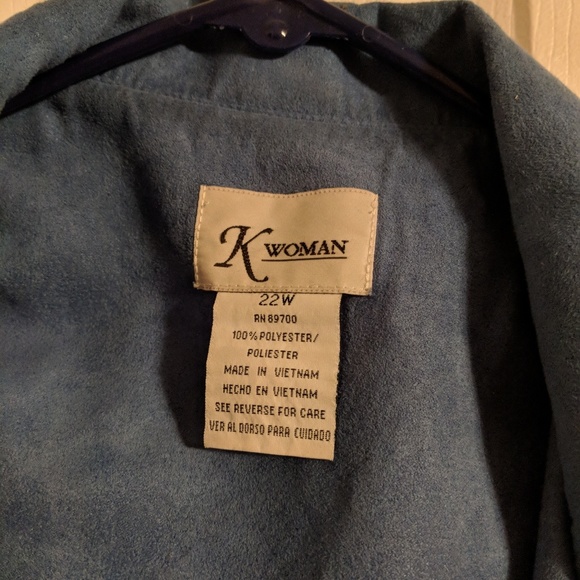 K WOMAN
22W
RN 89700
100% POLYESTER/
POLIESTER
MADE IN VIETNAM
HECHO EN VIETNAM
SEE REVERSE FOR CARE
VER AL DORSO PARA CUIDADO